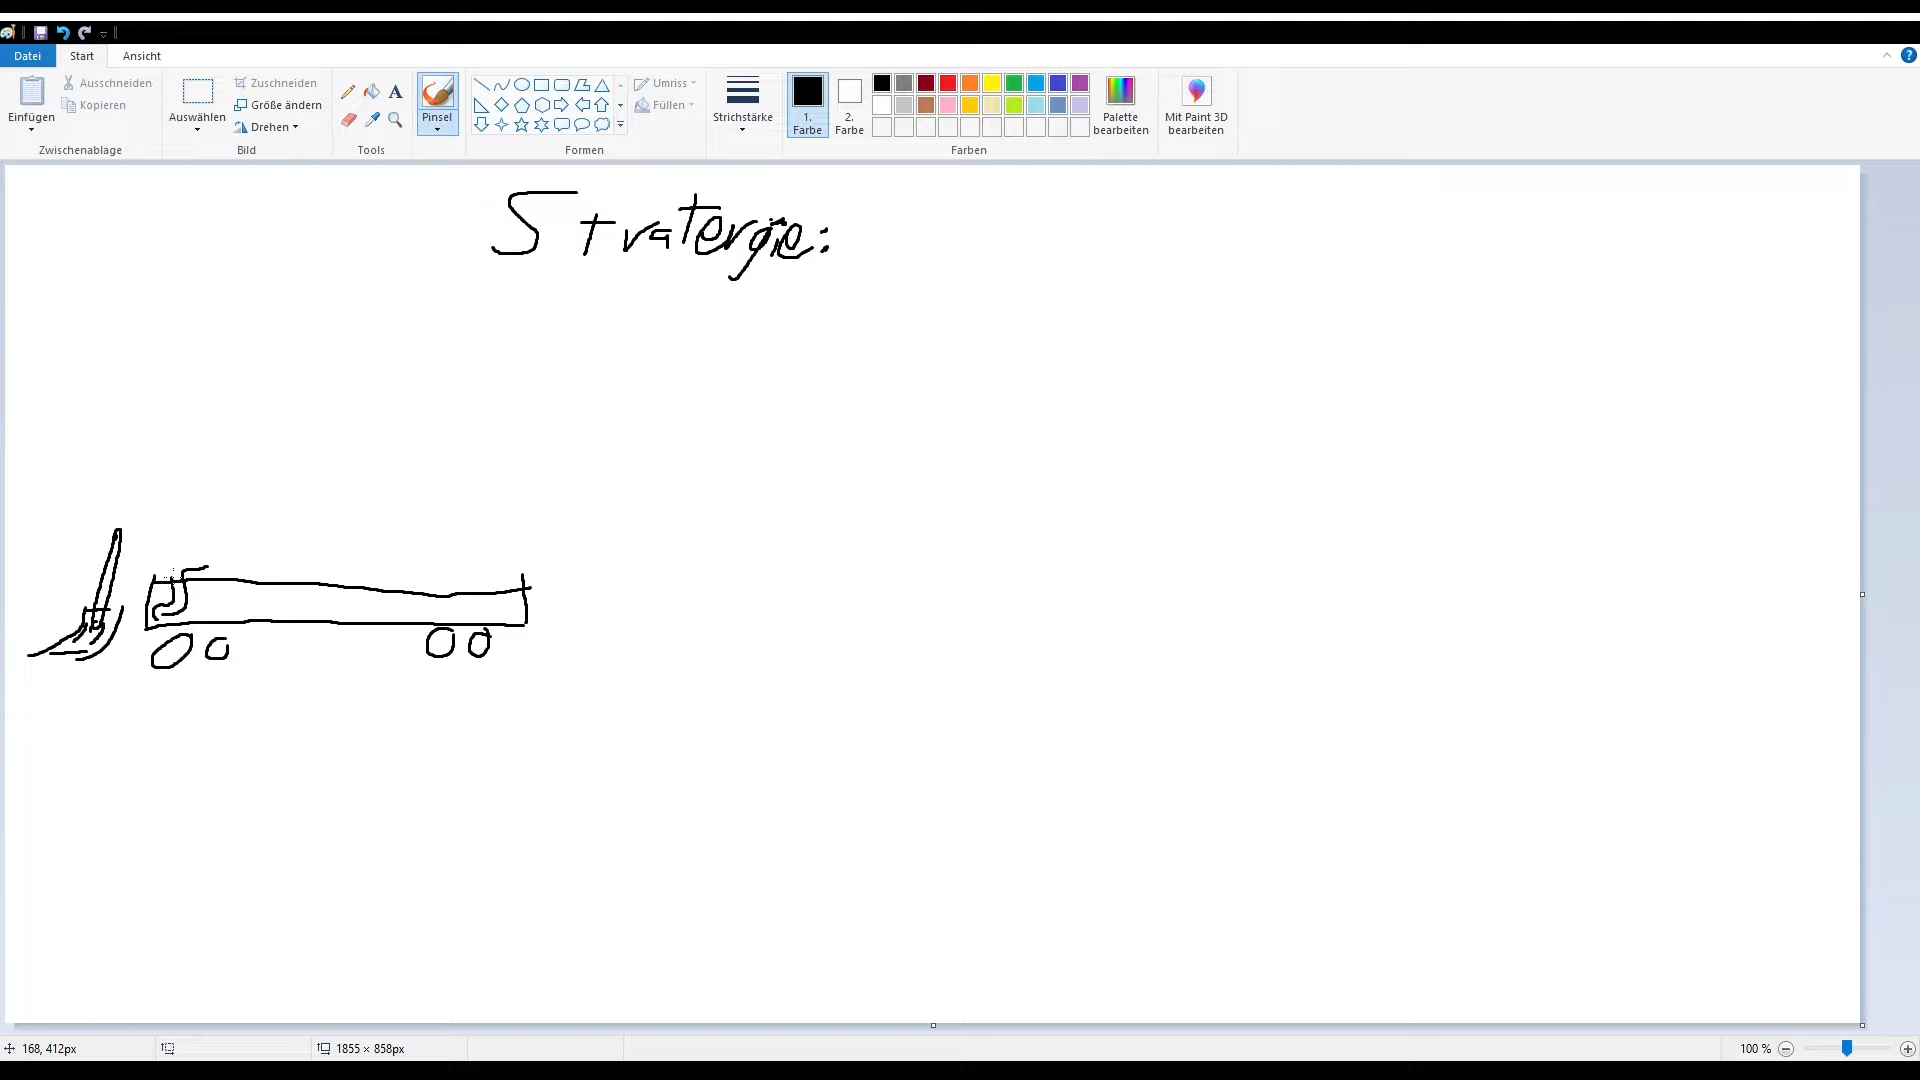 Datei Start Ansicht
Einfügen
Ausschneiden
Kopieren
Zwischenablage
Auswählen
Zuschneiden
Größe ändern
Drehen
Bild
A
Tools
Pinsel
Formen
Umriss
Füllen
Strichstärke
1. Farbe
2. Farbe
Farben
Palette bearbeiten
Mit Paint 3D bearbeiten
?
Stratergie:
168, 412px
1855 × 858px
100 %